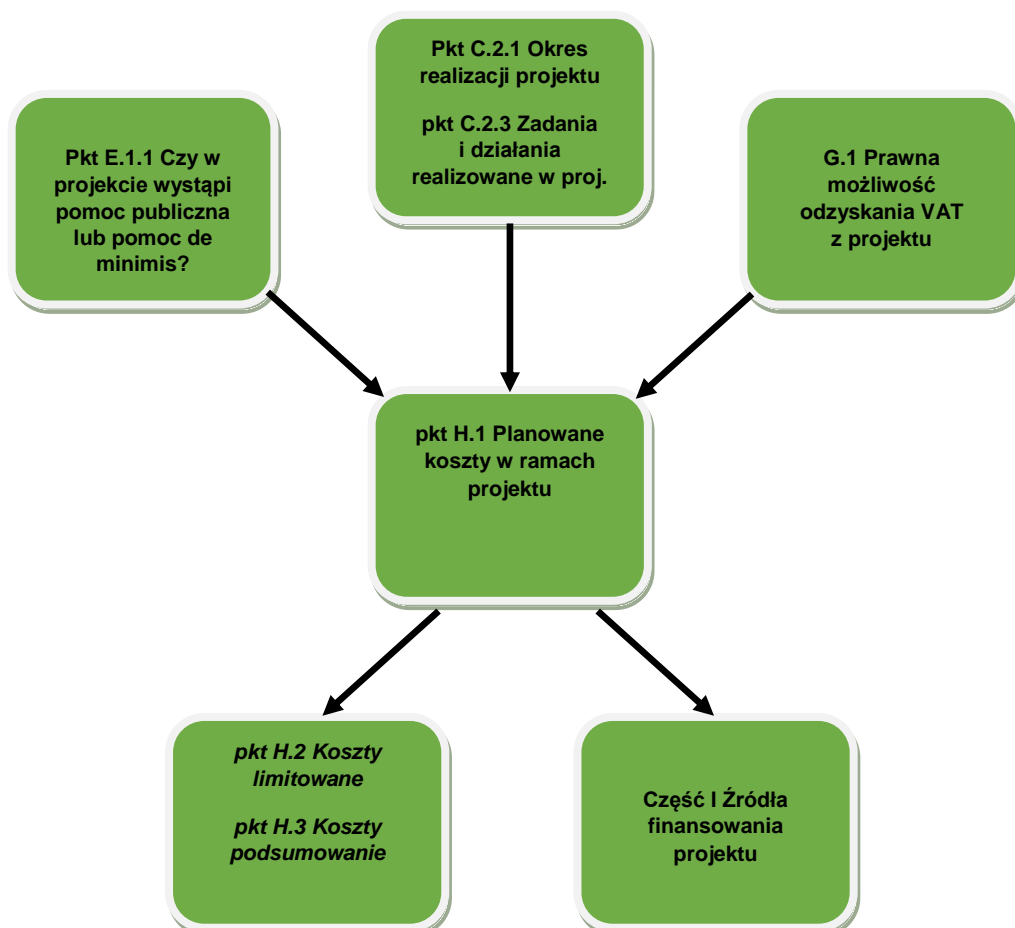 Pkt E.1.1 Czy w
projekcie wystąpi
pomoc publiczna
lub pomoc de
minimis?
Pkt C.2.1 Okres
realizacji projektu
pkt C.2.3 Zadania
i działania
realizowane w proj.
G.1 Prawna
możliwość
odzyskania VAT
z projektu
pkt H.1 Planowane
koszty w ramach
projektu
pkt H.2 Koszty
limitowane
pkt H.3 Koszty
podsumowanie
Część I Źródła
finansowania
projektu